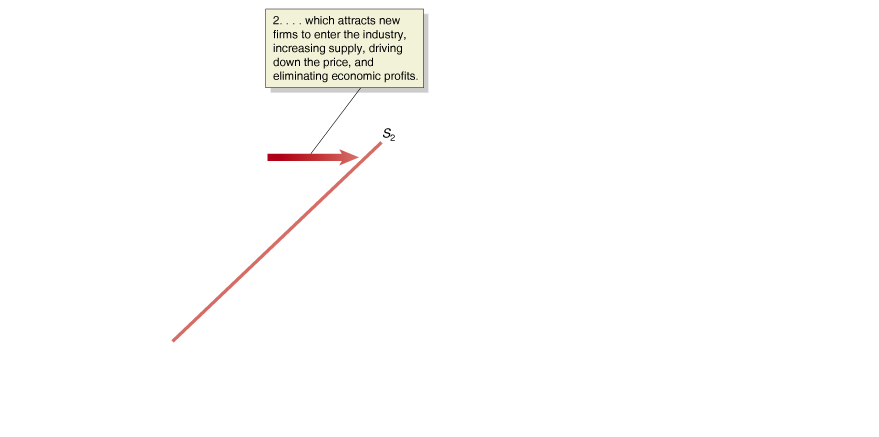 2. . . . which attracts new
firms to enter the industry,
increasing supply, driving
down the price, and
eliminating economic profits.
S2